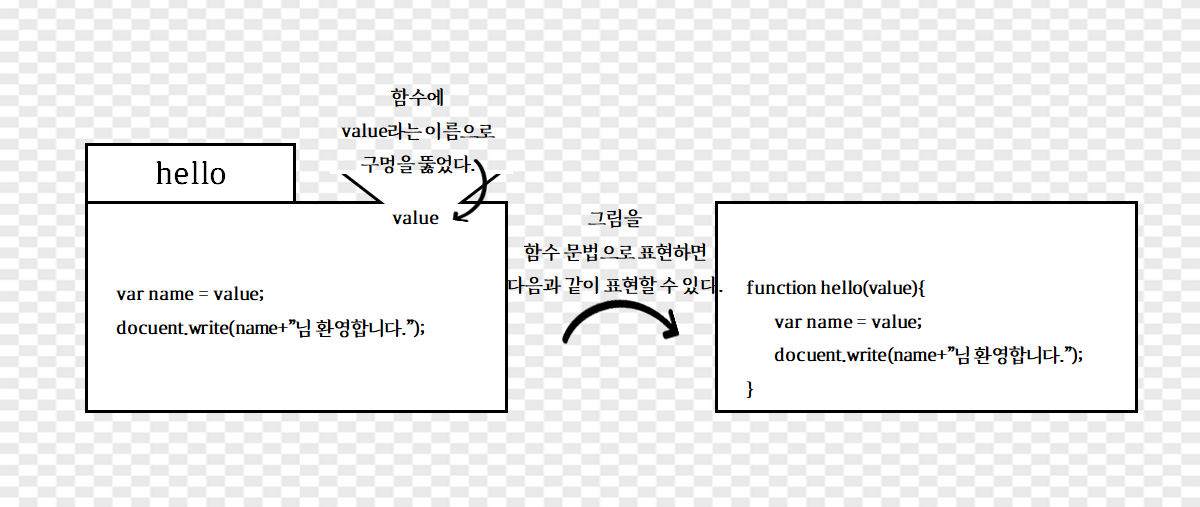 함수에
value라는 이름으로
구멍을 뚫었다.
hello
value
var name = value;
docuent.write(name+”님 환영합니다.”);
그림을
함수 문법으로 표현하면
다음과 같이 표현할 수 있다.
function hello(value){
var name = value;
docuent.write(name+”님 환영합니다.”);
}